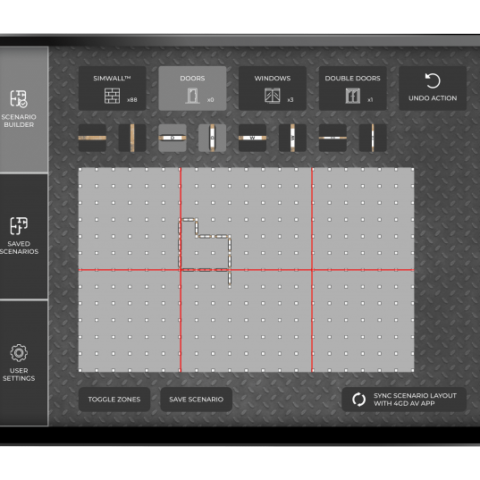 SIMWALL™
x88
DOORS
x0
WINDOWS
x3
DOUBLE DOORS
x1
UNDO ACTION
SCENARIO
BUILDER
SAVED
SCENARIOS
USER
SETTINGS
TOGGLE ZONES
SAVE SCENARIO
SYNC SCENARIO LAYOUT
WITH 4GD AV APP